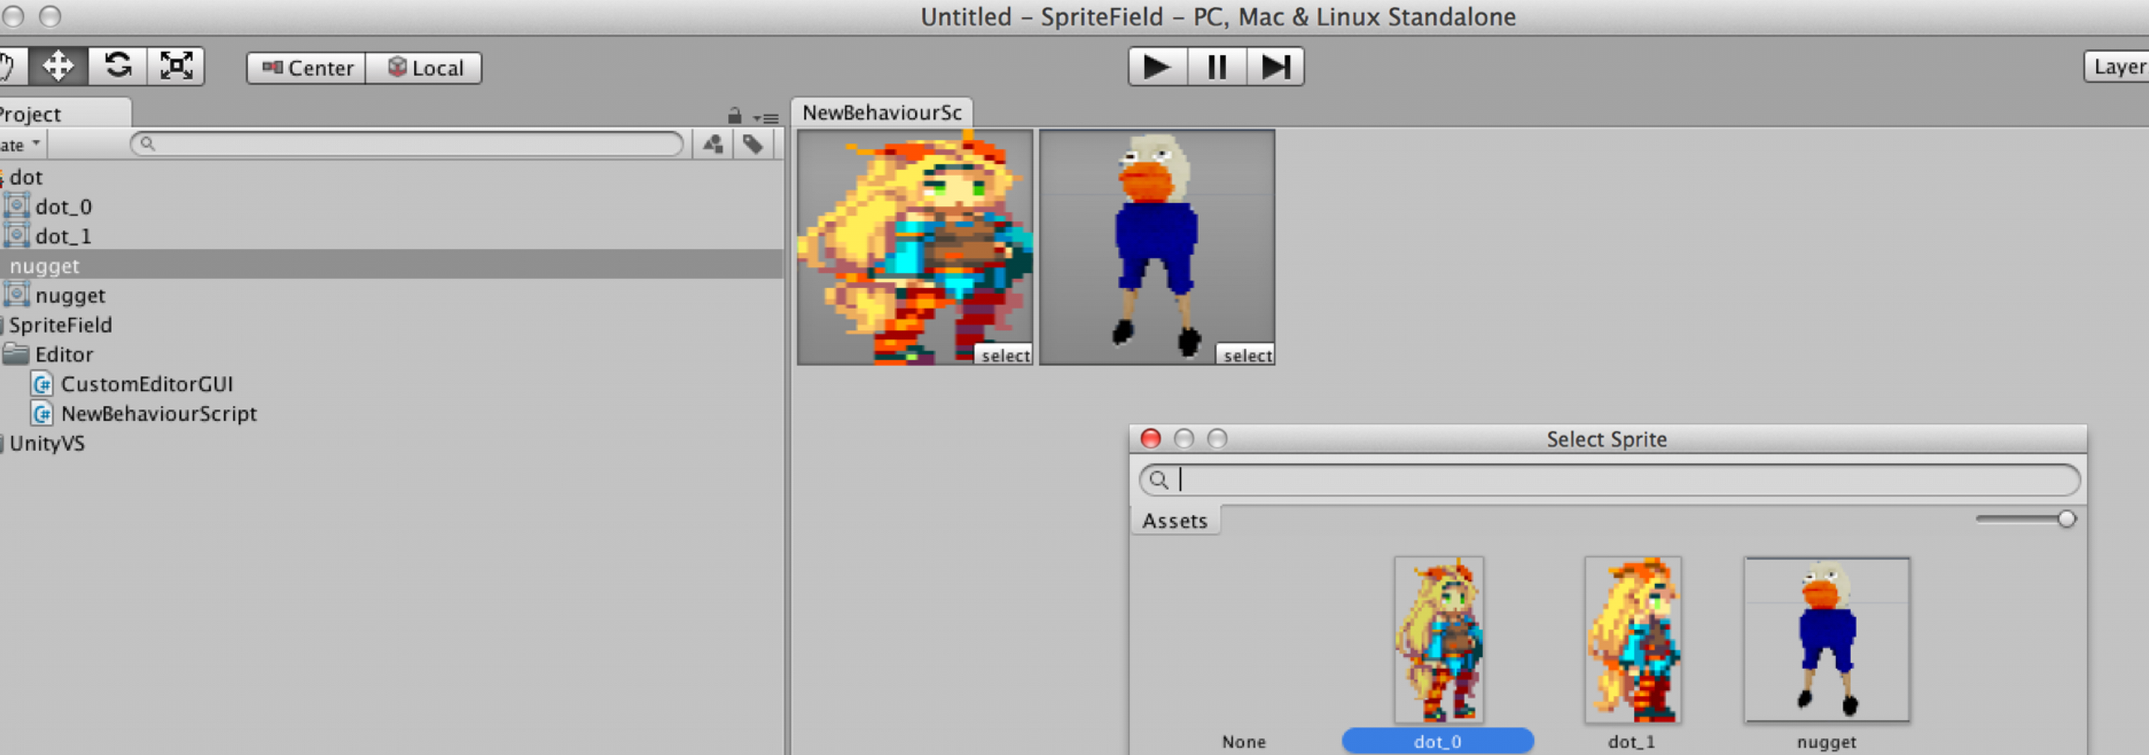 Untitled – SpriteField – PC, Mac & Linux Standalone
Center Local
Layer
Project
ate
NewBehaviourSc
dot
dot_0
dot_1
nugget
nugget
SpriteField
Editor
CustomEditorGUI
NewBehaviourScript
UnityVS
select select
Select Sprite
Assets
None dot_0 dot_1 nugget